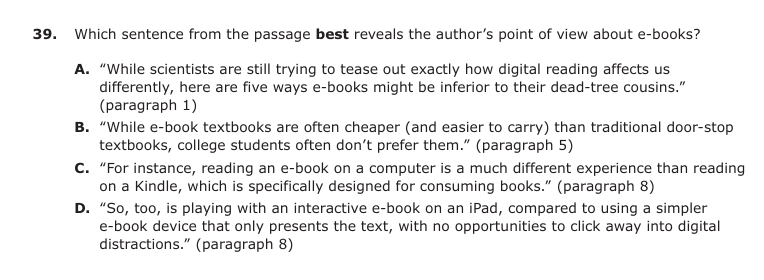 39. Which sentence from the passage best reveals the author’s point of view about e-books?
A. “While scientists are still trying to tease out exactly how digital reading affects us
differently, here are five ways e-books might be inferior to their dead-tree cousins.”
(paragraph 1)
B. “While e-book textbooks are often cheaper (and easier to carry) than traditional door-stop
textbooks, college students often don’t prefer them.” (paragraph 5)
C. “For instance, reading an e-book on a computer is a much different experience than reading
on a Kindle, which is specifically designed for consuming books.” (paragraph 8)
D. “So, too, is playing with an interactive e-book on an iPad, compared to using a simpler
e-book device that only presents the text, with no opportunities to click away into digital
distractions.” (paragraph 8)